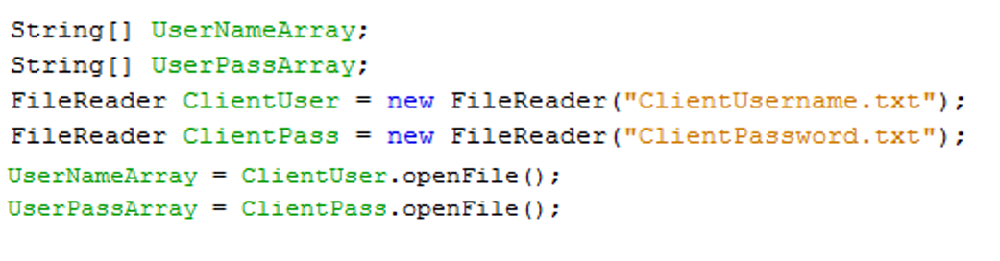 String[] UserNameArray;
String[] UserPassArray;
FileReader ClientUser = new FileReader("ClientUsername.txt");
FileReader ClientPass = new FileReader("ClientPassword.txt");
UserNameArray = ClientUser.openFile();
UserPassArray = ClientPass.openFile();